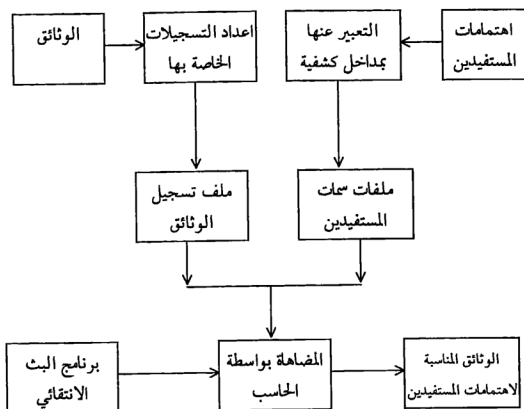 الوثائق
اعداد التسجيلات
الخاصة بها
التعبير عنها
بمداخل كشفية
اهتمامات
المستفيدين
ملف تسجيل
الوثائق
ملفات سمات
المستفيدين
برنامج البث
الانتقائي
المضاهاة بواسطة
الحاسب
الوثائق المناسبة
لاهتمامات المستفيدين